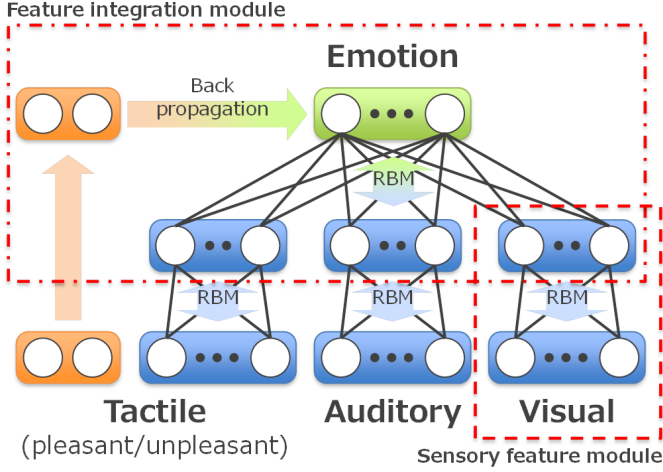 Feature integration module
Emotion
Back
propagation
RBM
RBM
RBM
RBM
Tactile
Auditory
Visual
(pleasant/unpleasant)
Sensory feature module